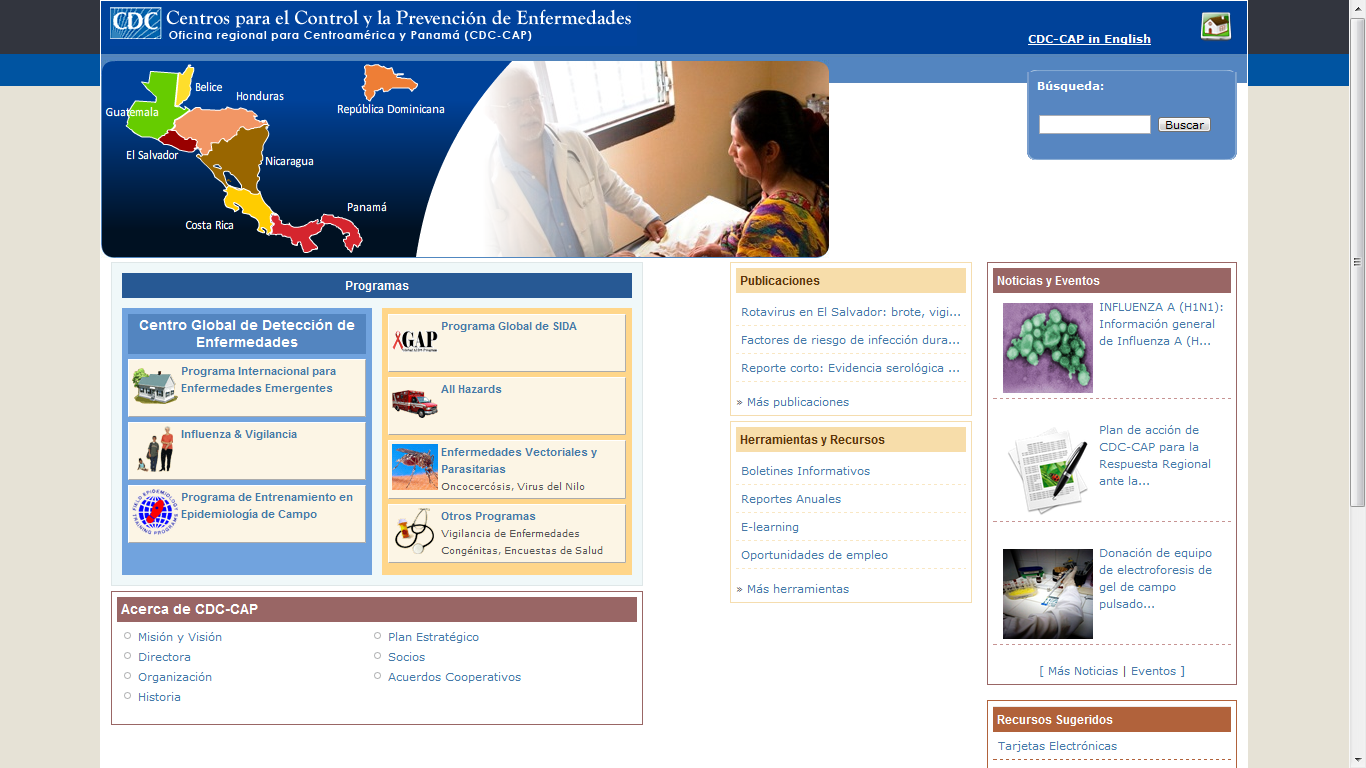 CDC Centros para el Control y la Prevención de Enfermedades
Oficina regional para Centroamérica y Panamá (CDC-CAP)
CDC-CAP in English
Belice
Honduras
Guatemala
República Dominicana
El Salvador
Nicaragua
Panamá
Costa Rica
Búsqueda:
Buscar
Programas
Centro Global de Detección de
Enfermedades
Programa Internacional para
Enfermedades Emergentes
Influenza & Vigilancia
Programa de Entrenamiento en
Epidemiología de Campo
GAP
Programa Global de SIDA
All Hazards
Enfermedades Vectoriales y
Parasitarias
Oncocercósis, Virus del Nilo
Otros Programas
Vigilancia de Enfermedades
Congénitas, Encuestas de Salud
Acerca de CDC-CAP
Misión y Visión
Directora
Organización
Historia
Plan Estratégico
Socios
Acuerdos Cooperativos
Publicaciones
Rotavirus en El Salvador: brote, vigi...
Factores de riesgo de infección dura...
Reporte corto: Evidencia serológica ...
» Más publicaciones
Herramientas y Recursos
Boletines Informativos
Reportes Anuales
E-learning
Oportunidades de empleo
» Más herramientas
Noticias y Eventos
INFLUENZA A (H1N1):
Información general
de Influenza A (H...
Plan de acción de
CDC-CAP para la
Respuesta Regional
ante la...
Donación de equipo
de electroforesis de
gel de campo
pulsado...
[ Más Noticias | Eventos ]
Recursos Sugeridos
Tarjetas Electrónicas